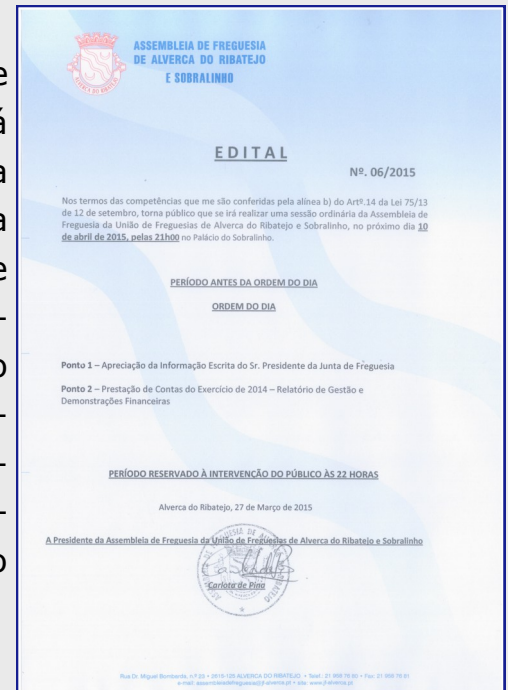 ASSEMBLEIA DE FREGUESIA
DE ALVERCA DO RIBATEJO
E SOBRALINHO
EDITAL
Nº. 06/2015
Nos termos das competências que me são conferidas pela alínea b) do Artº.14 da Lei 75/13
de 12 de setembro, torna público que se irá realizar uma sessão ordinária da Assembleia de
Freguesia da União de Freguesias de Alverca do Ribatejo e Sobralinho, no próximo dia 10
de abril de 2015, pelas 21h00 no Palácio do Sobralinho.
PERÍODO ANTES DA ORDEM DO DIA
ORDEM DO DIA
Ponto 1 – Apreciação da Informação Escrita do Sr. Presidente da Junta de Freguesia
Ponto 2 – Prestação de Contas do Exercício de 2014 – Relatório de Gestão e
Demonstrações Financeiras
PERÍODO RESERVADO À INTERVENÇÃO DO PÚBLICO ÀS 22 HORAS
Alverca do Ribatejo, 27 de Março de 2015
A Presidente da Assembleia de Freguesia da União de Freguesias de Alverca do Ribatejo e Sobralinho
Carlota de Pina